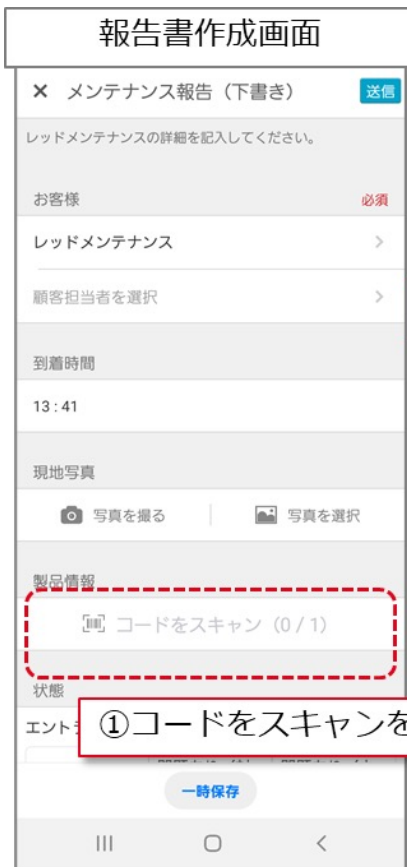 報告書作成画面
× メンテナンス報告（下書き） 送信
レッドメンテナンスの詳細を記入してください。
お客様 必須
レッドメンテナンス
顧客担当者を選択
到着時間
13:41
現地写真
写真を撮る 写真を選択
製品情報
コードをスキャン（0 / 1）
状態
エント
①コードをスキャンを
一時保存